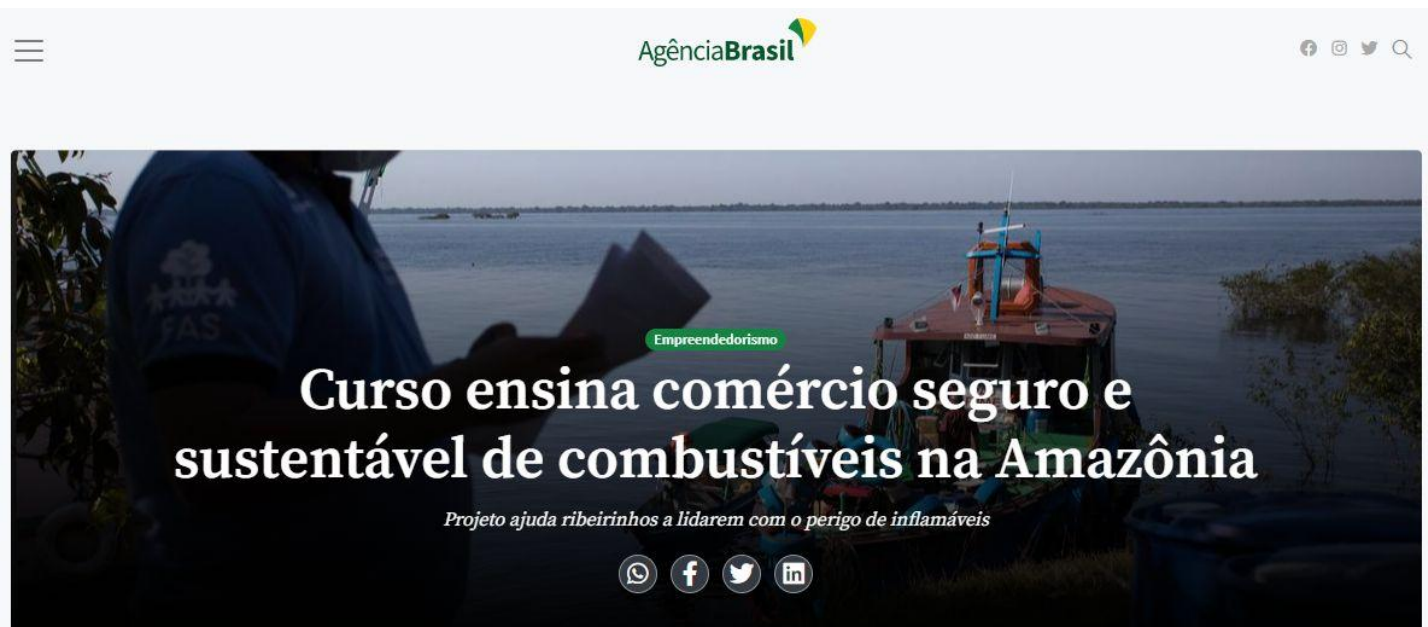 AgênciaBrasil
FAS
Empreendedorismo
Curso ensina comércio seguro e
sustentável de combustíveis na Amazônia
Projeto ajuda ribeirinhos a lidarem com o perigo de inflamáveis